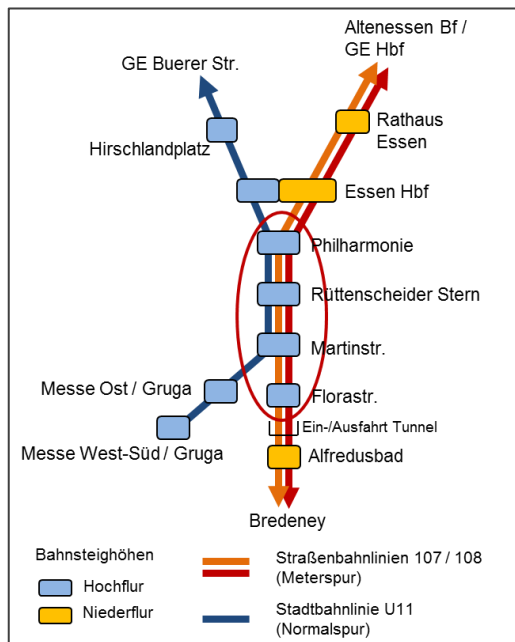 Altenessen Bf /
GE Hbf
GE Buerer Str.
Rathaus
Essen
Hirschlandplatz
Essen Hbf
Philharmonie
Rüttenscheider Stern
Martinstr.
Messe Ost / Gruga
Florastr.
Ein-/Ausfahrt Tunnel
Messe West-Süd / Gruga
Alfredusbad
Bredeney
Bahnsteighöhen
Hochflur
Niederflur
Straßenbahnlinien 107 / 108
(Meterspur)
Stadtbahnlinie U11
(Normalspur)